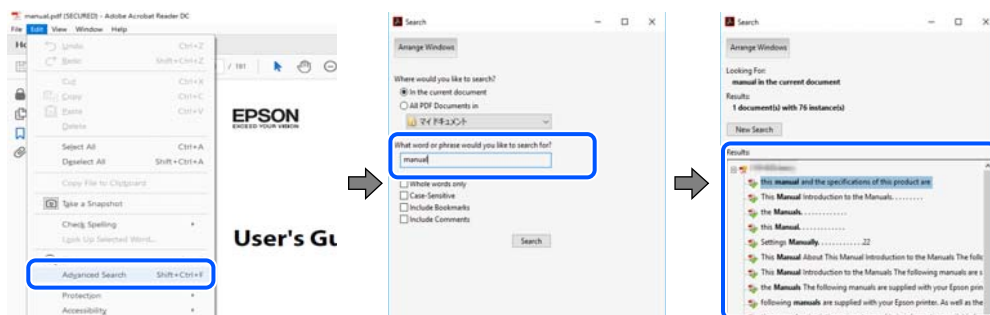 manual.pdf (SECURED) - Adobe Acrobat Reader DC
File Edit View Window Help
Undo Ctrl+Z
Redo Shift+Ctrl+Z
Cut Ctrl+X
Copy Ctrl+C
Paste Ctrl+V
Delete
Select All Ctrl+A
Deselect All Shift+Ctrl+A
Copy File to Clipboard
Take a Snapshot
Check Spelling
Look Up Selected Word...
Advanced Search Shift+Ctrl+F
Protection
Accessibility
/ 191
EPSON
EXCEED YOUR VISION
User's Gu
Search
Arrange Windows
Where would you like to search?
In the current document
All PDF Documents in
マイドキュメント
What word or phrase would you like to search for?
manual
Whole words only
Case-Sensitive
Include Bookmarks
Include Comments
Search
Search
Arrange Windows
Looking For:
manual in the current document
Results:
1 document(s) with 76 instance(s)
New Search
Results:
this manual and the specifications of this product are
This Manual Introduction to the Manuals. . . . . . . . .
the Manuals. . . . . . . . . . . . .
this Manual. . . . . . . . . . . . .
Settings Manually. . . . . . . . . . . . .22
This Manual About This Manual Introduction to the Manuals The follo
This Manual Introduction to the Manuals The following manuals are s
the Manuals The following manuals are supplied with your Epson prin
following manuals are supplied with your Epson printer. As well as the